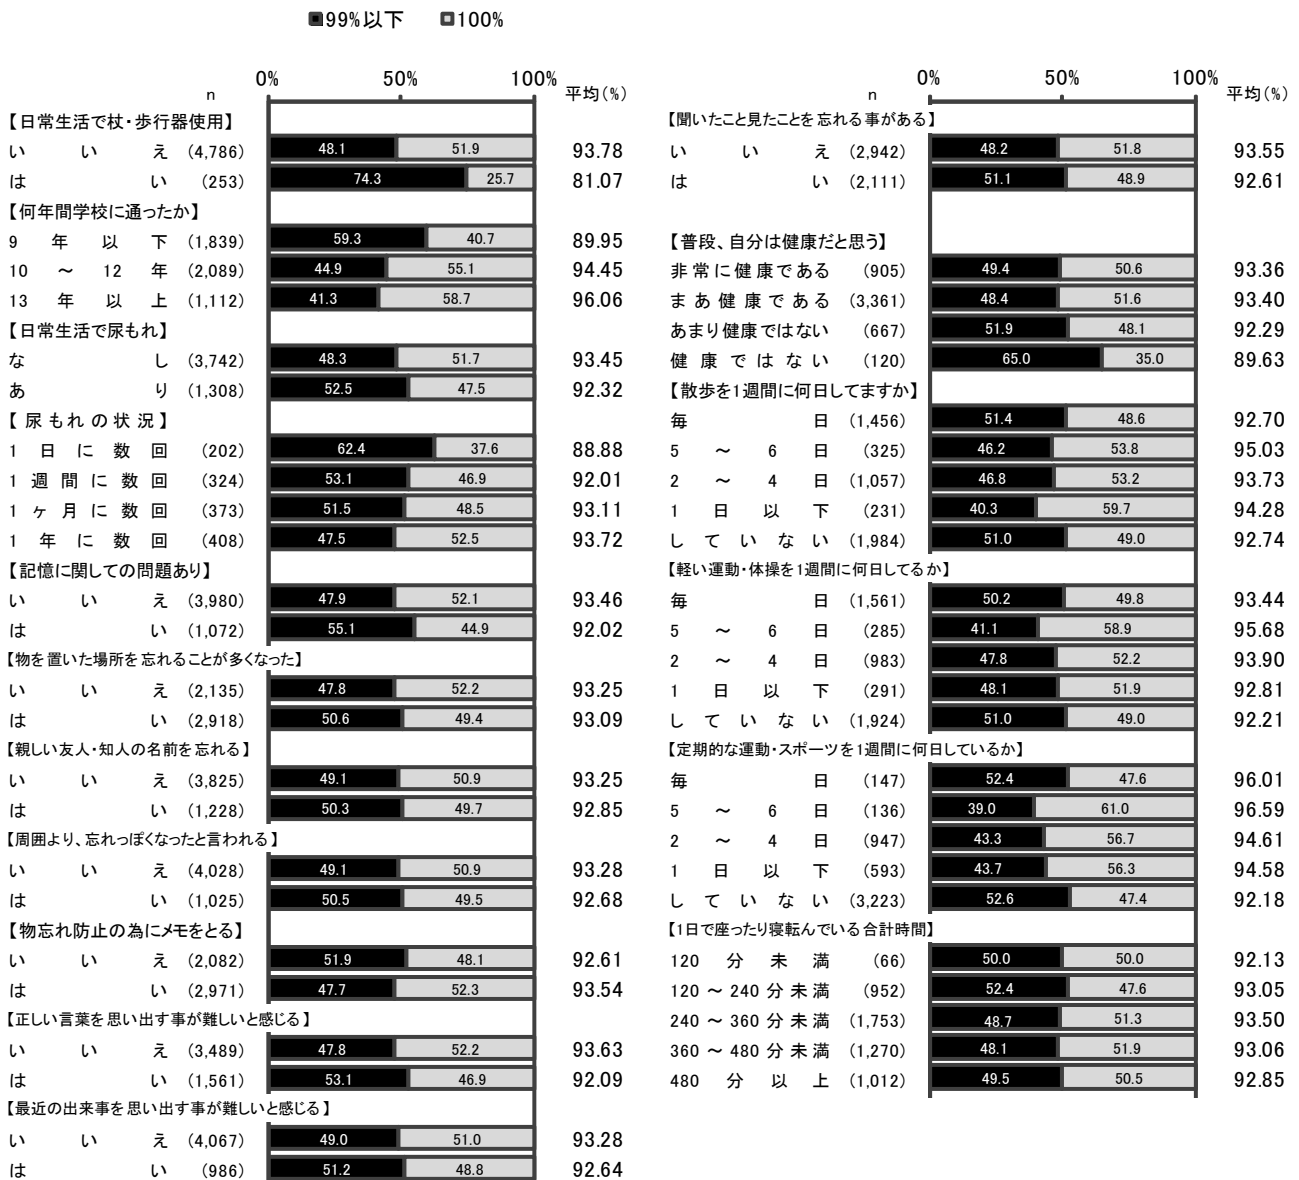 ■99%以下 □100%
0% 50% 100%
n 平均(%)
【日常生活で杖・歩行器使用】
いいえ (4,786) 48.1 51.9 93.78
はい (253) 74.3 25.7 81.07
【何年間学校に通ったか】
9年以下 (1,839) 59.3 40.7 89.95
10～12年 (2,089) 44.9 55.1 94.45
13年以上 (1,112) 41.3 58.7 96.06
【日常生活で尿もれ】
なし (3,742) 48.3 51.7 93.45
あり (1,308) 52.5 47.5 92.32
【尿もれの状況】
1日に数回 (202) 62.4 37.6 88.88
1週間に数回 (324) 53.1 46.9 92.01
1ヶ月に数回 (373) 51.5 48.5 93.11
1年に数回 (408) 47.5 52.5 93.72
【記憶に関しての問題あり】
いいえ (3,980) 47.9 52.1 93.46
はい (1,072) 55.1 44.9 92.02
【物を置いた場所を忘れることが多くなった】
いいえ (2,135) 47.8 52.2 93.25
はい (2,918) 50.6 49.4 93.09
【親しい友人・知人の名前を忘れる】
いいえ (3,825) 49.1 50.9 93.25
はい (1,228) 50.3 49.7 92.85
【周囲より、忘れっぽくなったと言われる】
いいえ (4,028) 49.1 50.9 93.28
はい (1,025) 50.5 49.5 92.68
【物忘れ防止の為にメモをとる】
いいえ (2,082) 51.9 48.1 92.61
はい (2,971) 47.7 52.3 93.54
【正しい言葉を思い出す事が難しいと感じる】
いいえ (3,489) 47.8 52.2 93.63
はい (1,561) 53.1 46.9 92.09
【最近の出来事を思い出す事が難しいと感じる】
いいえ (4,067) 49.0 51.0 93.28
はい (986) 51.2 48.8 92.64
0% 50% 100%
n 平均(%)
【聞いたこと見たことを忘れる事がある】
いいえ (2,942) 48.2 51.8 93.55
はい (2,111) 51.1 48.9 92.61
【普段、自分は健康だと思う】
非常に健康である (905) 49.4 50.6 93.36
まあ健康である (3,361) 48.4 51.6 93.40
あまり健康ではない (667) 51.9 48.1 92.29
健康ではない (120) 65.0 35.0 89.63
【散歩を1週間に何日してますか】
毎日 (1,456) 51.4 48.6 92.70
5～6日 (325) 46.2 53.8 95.03
2～4日 (1,057) 46.8 53.2 93.73
1日以下 (231) 40.3 59.7 94.28
していない (1,984) 51.0 49.0 92.74
【軽い運動・体操を1週間に何日してるか】
毎日 (1,561) 50.2 49.8 93.44
5～6日 (285) 41.1 58.9 95.68
2～4日 (983) 47.8 52.2 93.90
1日以下 (291) 48.1 51.9 92.81
していない (1,924) 51.0 49.0 92.21
【定期的な運動・スポーツを1週間に何日しているか】
毎日 (147) 52.4 47.6 96.01
5～6日 (136) 39.0 61.0 96.59
2～4日 (947) 43.3 56.7 94.61
1日以下 (593) 43.7 56.3 94.58
していない (3,223) 52.6 47.4 92.18
【1日で座ったり寝転んでいる合計時間】
120分未満 (66) 50.0 50.0 92.13
120～240分未満 (952) 52.4 47.6 93.05
240～360分未満 (1,753) 48.7 51.3 93.50
360～480分未満 (1,270) 48.1 51.9 93.06
480分以上 (1,012) 49.5 50.5 92.85